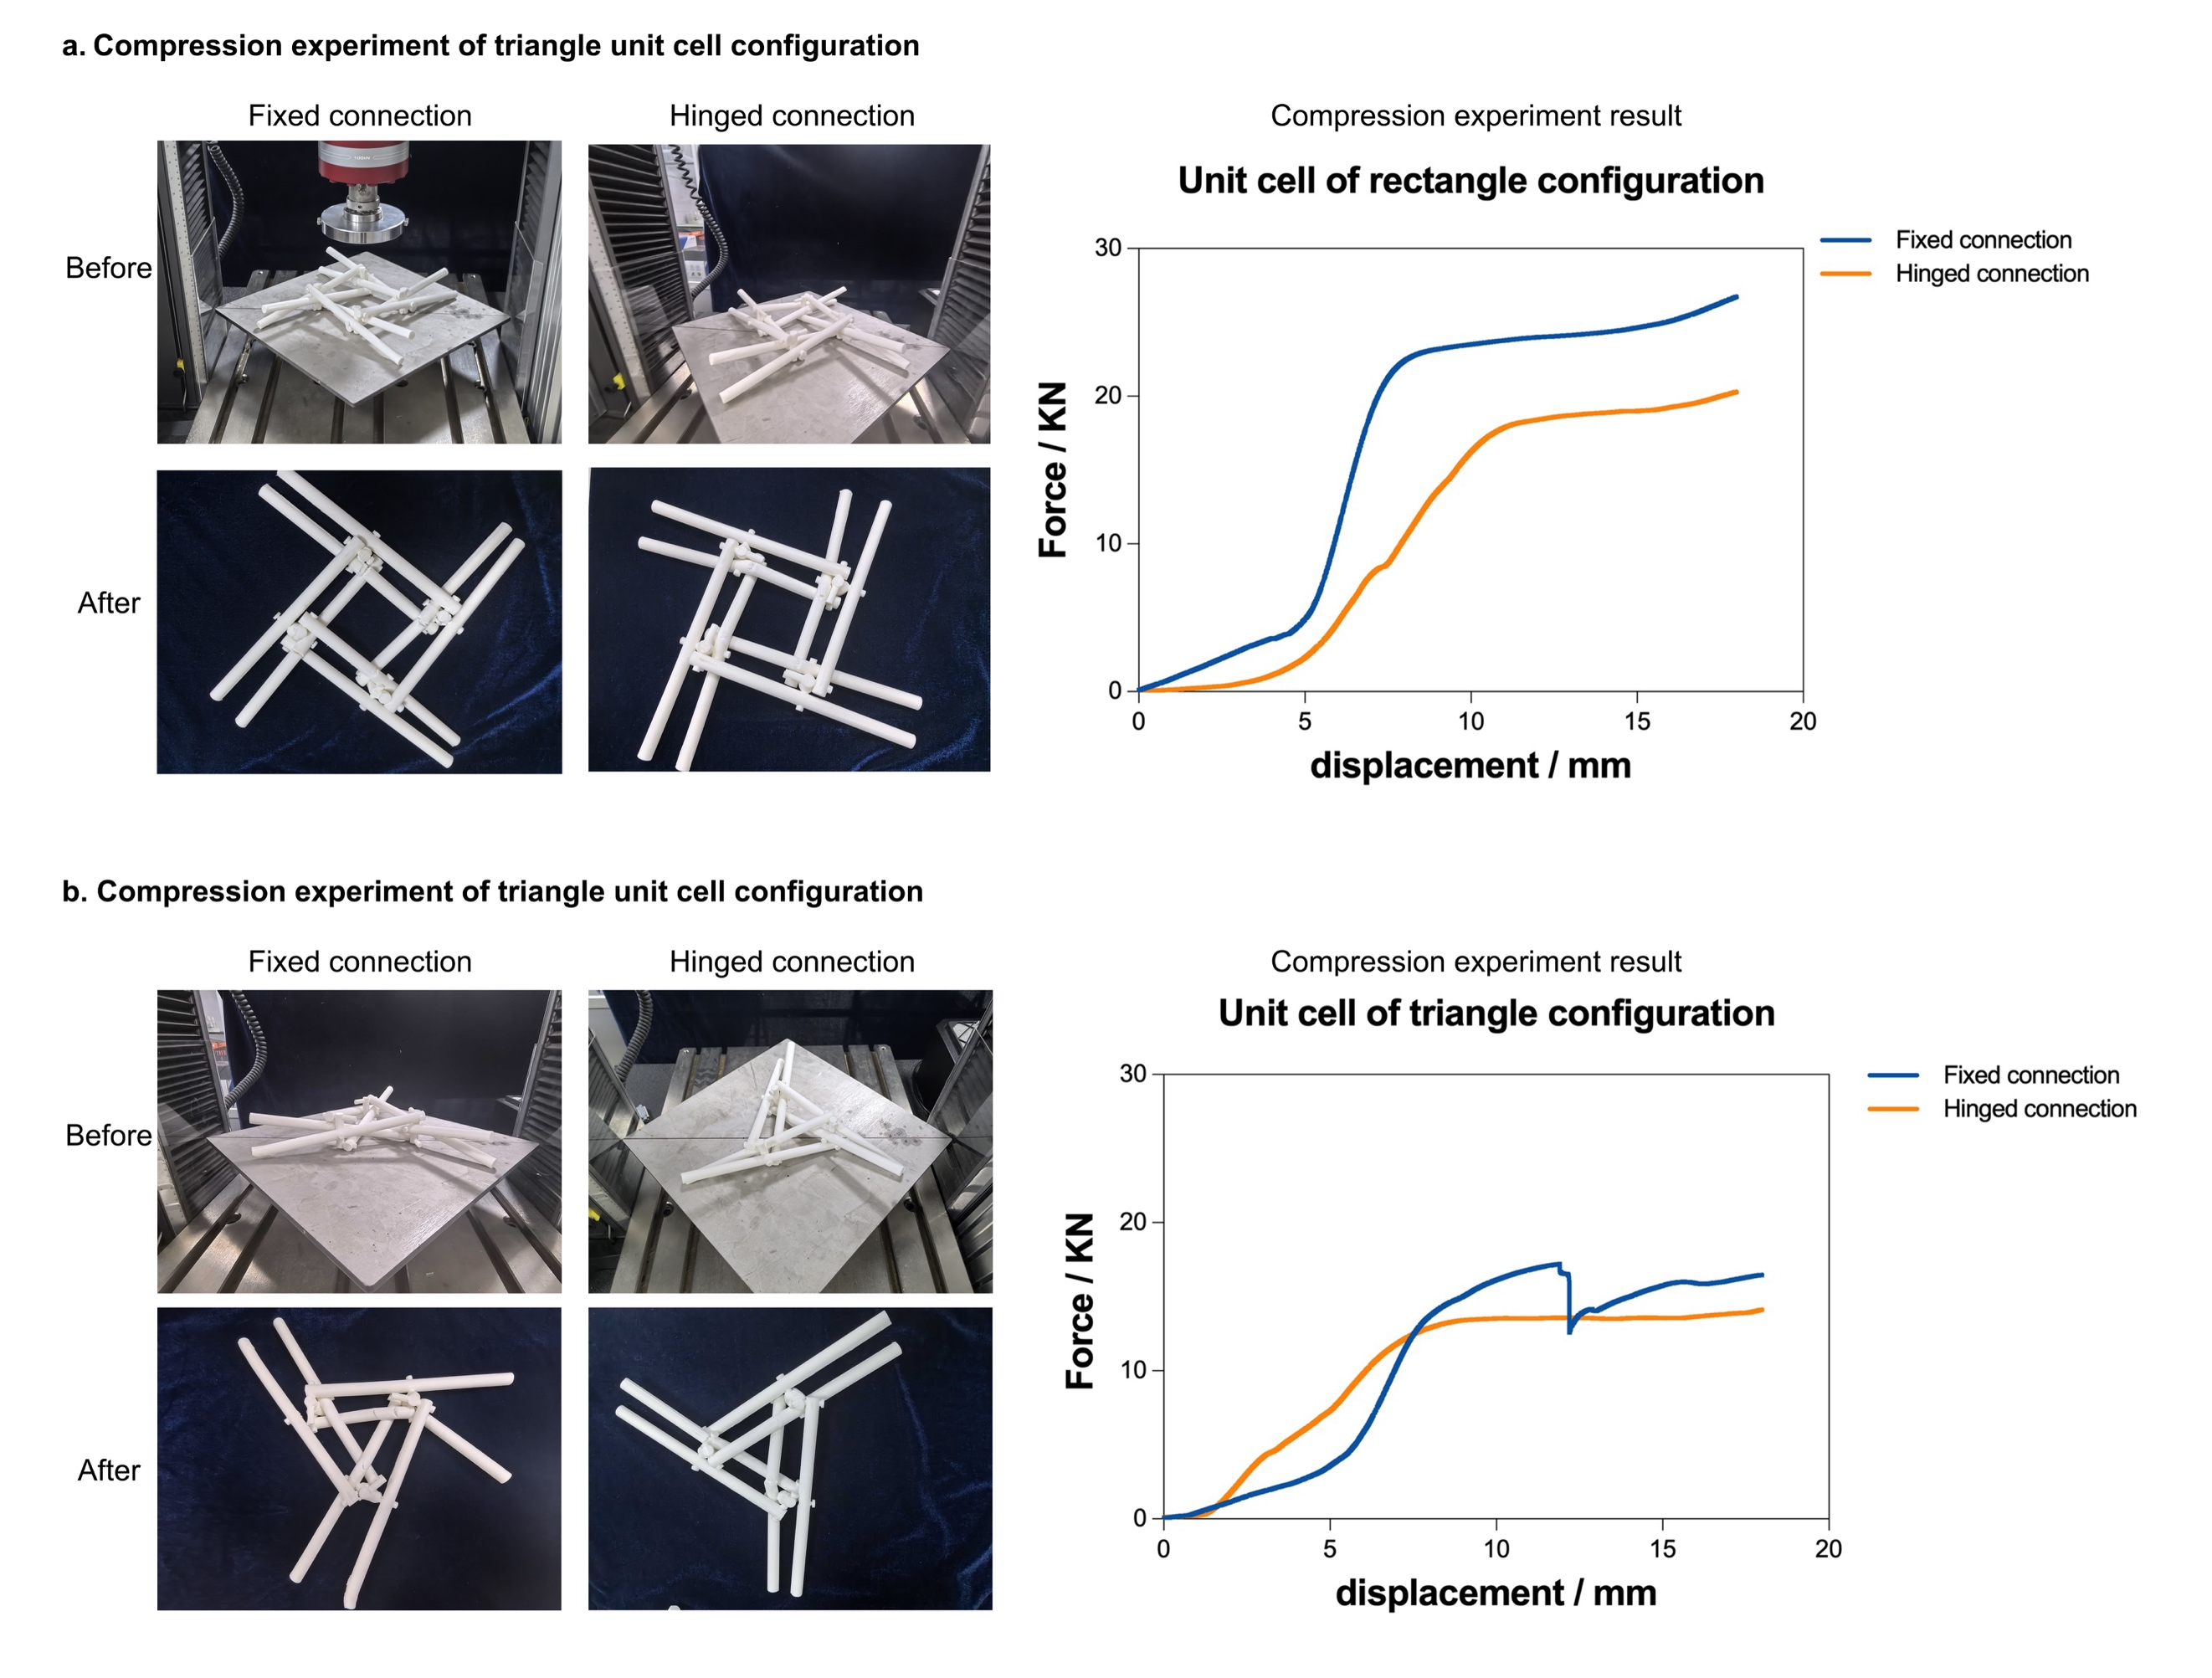 a. Compression experiment of triangle unit cell configuration
Fixed connection
Hinged connection
Compression experiment result
Before
After
Unit cell of rectangle configuration
Fixed connection
Hinged connection
Force / KN
30
20
10
0
0 5 10 15 20
displacement / mm
b. Compression experiment of triangle unit cell configuration
Fixed connection
Hinged connection
Compression experiment result
Before
After
Unit cell of triangle configuration
Fixed connection
Hinged connection
Force / KN
30
20
10
0
0 5 10 15 20
displacement / mm